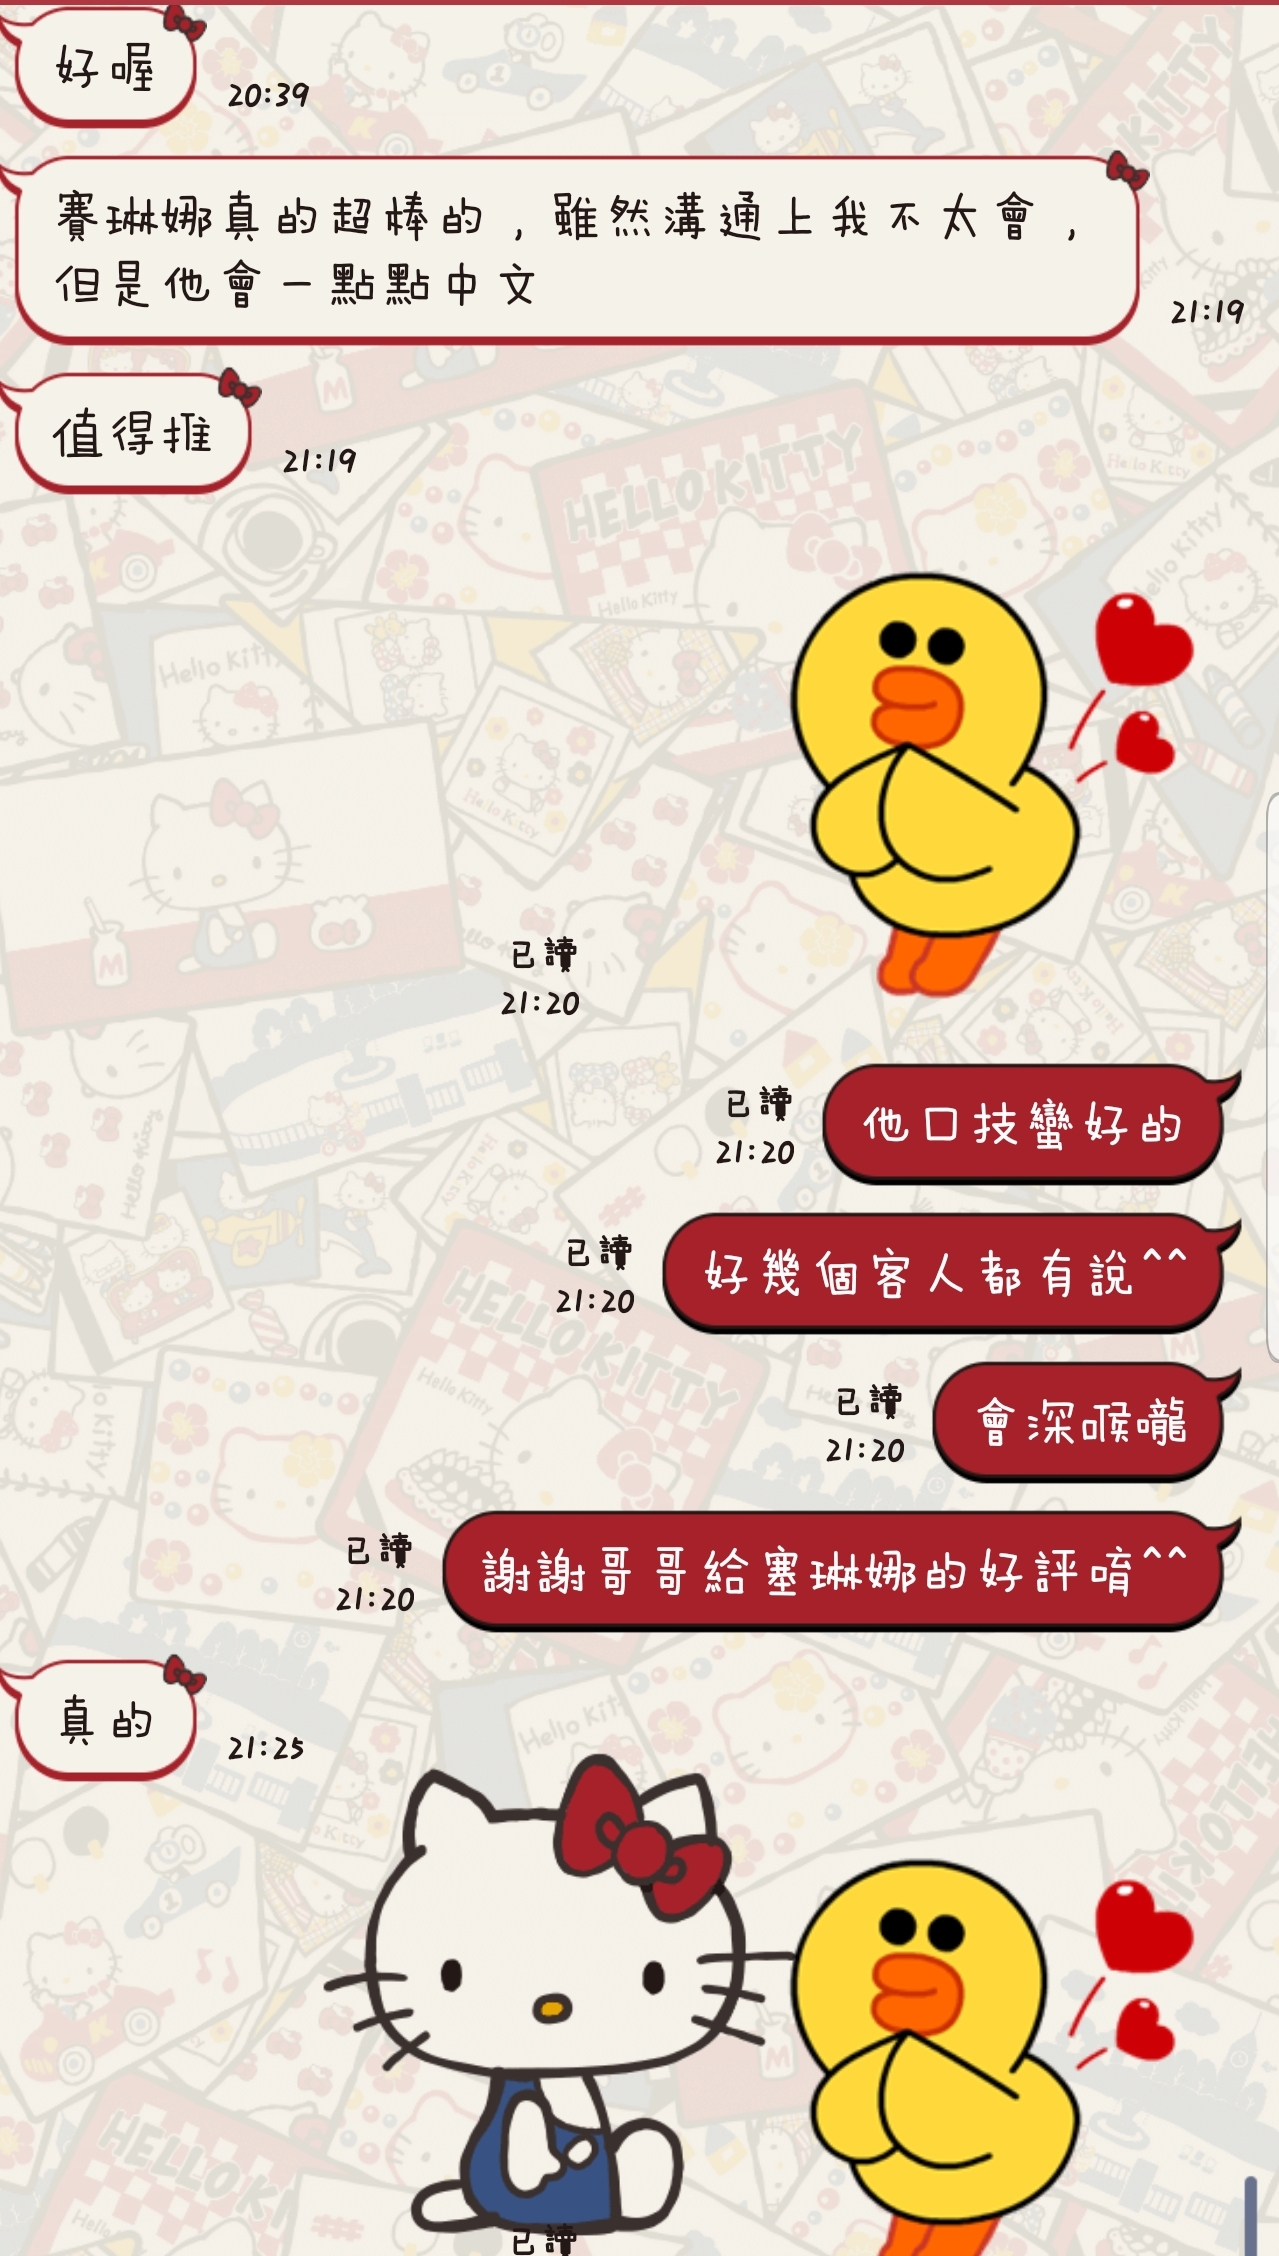 好喔
20:39
賽琳娜真的超棒的，雖然溝通上我不太會，
但是他會一點點中文
21:19
值得推
21:19
已讀
21:20
他口技蠻好的
已讀
21:20
好幾個客人都有說^^
已讀
21:20
會深喉嚨
已讀
21:20
謝謝哥哥給塞琳娜的好評唷^^
已讀
21:20
真的
21:25
已讀
HELLO KITTY
Hello Kitty